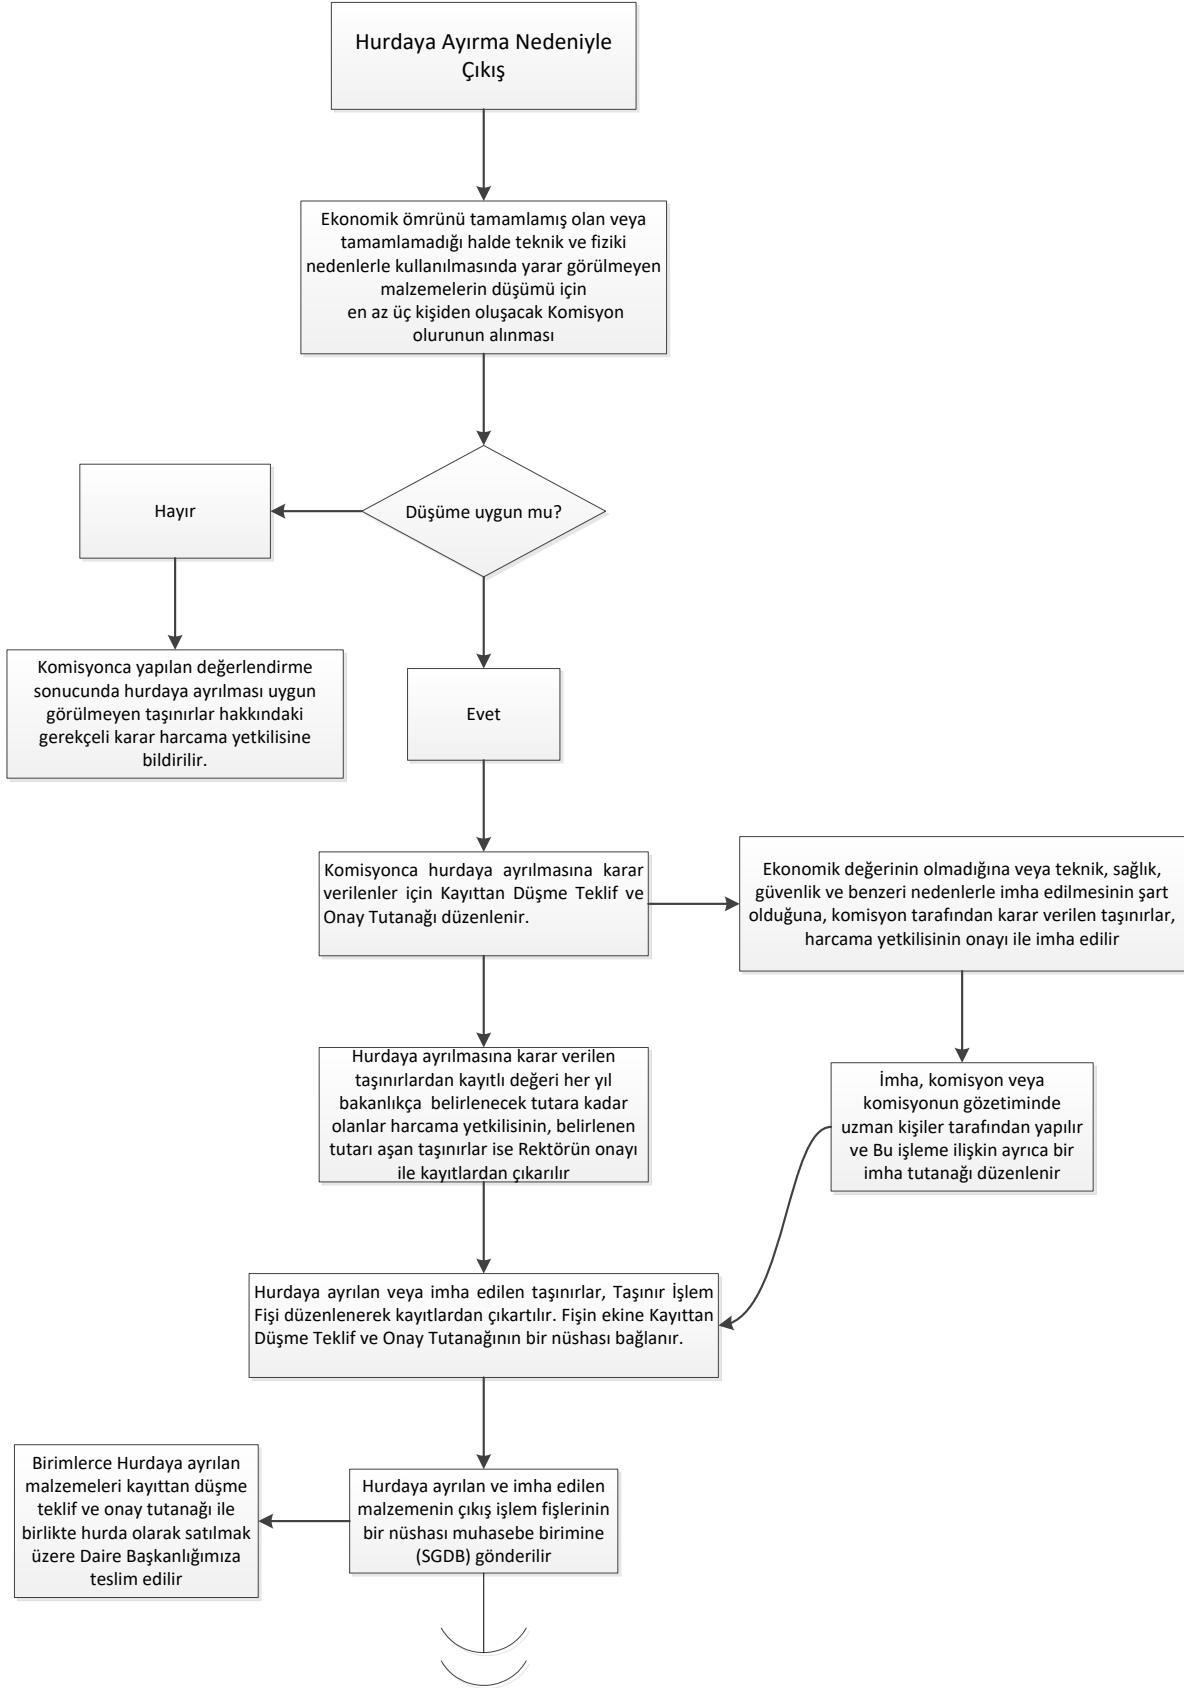 Hurdaya Ayırma Nedeniyle
Çıkış
Ekonomik ömrünü tamamlamış olan veya
tamamlamadığı halde teknik ve fiziki
nedenlerle kullanılmasında yarar görülmeyen
malzemelerin düşümü için
en az üç kişiden oluşacak Komisyon
olurunun alınması
Düşüme uygun mu?
Hayır
Komisyonca yapılan değerlendirme
sonucunda hurdaya ayrılması uygun
görülmeyen taşınırlar hakkındaki
gerekçeli karar harcama yetkilisine
bildirilir.
Evet
Komisyonca hurdaya ayrılmasına karar
verilenler için Kayıttan Düşme Teklif ve
Onay Tutanağı düzenlenir.
Ekonomik değerinin olmadığına veya teknik, sağlık,
güvenlik ve benzeri nedenlerle imha edilmesinin şart
olduğuna, komisyon tarafından karar verilen taşınırlar,
harcama yetkilisinin onayı ile imha edilir
Hurdaya ayrılmasına karar verilen
taşınırlardan kayıtlı değeri her yıl
bakanlıkça belirlenecek tutara kadar
olanlar harcama yetkilisinin, belirlenen
tutarı aşan taşınırlar ise Rektörün onayı
ile kayıtlardan çıkarılır
İmha, komisyon veya
komisyonun gözetiminde
uzman kişiler tarafından yapılır
ve Bu işleme ilişkin ayrıca bir
imha tutanağı düzenlenir
Hurdaya ayrılan veya imha edilen taşınırlar, Taşınır İşlem
Fişi düzenlenerek kayıtlardan çıkartılır. Fişin ekine Kayıttan
Düşme Teklif ve Onay Tutanağının bir nüshası bağlanır.
Birimlerce Hurdaya ayrılan
malzemeleri kayıttan düşme
teklif ve onay tutanağı ile
birlikte hurda olarak satılmak
üzere Daire Başkanlığımıza
teslim edilir
Hurdaya ayrılan ve imha edilen
malzemenin çıkış işlem fişlerinin
bir nüshası muhasebe birimine
(SGDB) gönderilir